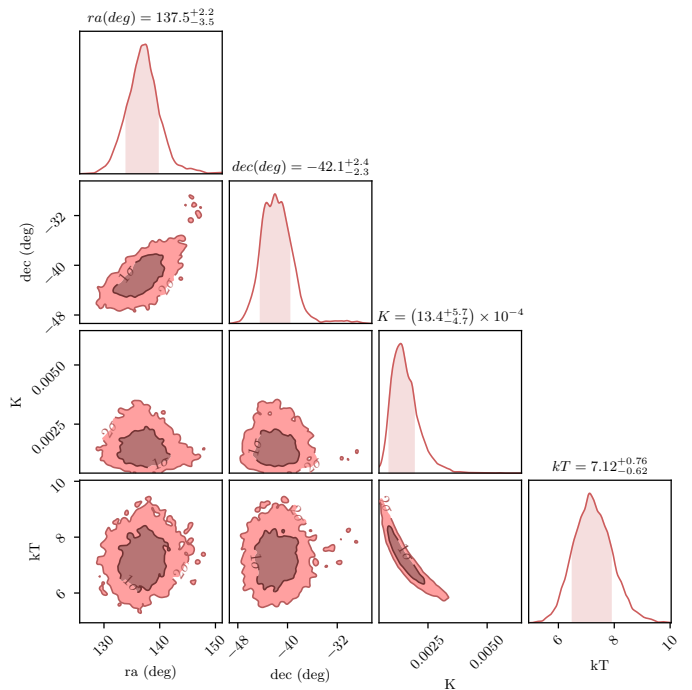 ra(deg) = 137.5^{+2.2}_{-3.5}
dec(deg) = −42.1^{+2.4}_{-2.3}
dec (deg)
−32
−40
−48
K = (13.4^{+5.7}_{-4.7}) × 10^{-4}
K
0.0050
0.0025
kT = 7.12^{+0.76}_{-0.62}
kT
10
8
6
130
140
150
ra (deg)
−48
−40
−32
dec (deg)
0.0025
0.0050
K
6
8
10
kT